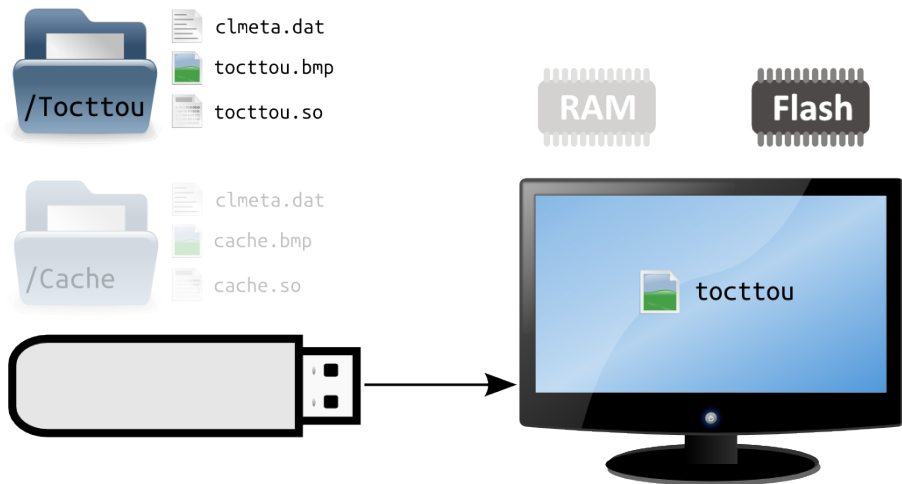 clmeta.dat
tocttou.bmp
/Tocttou
tocttou.so
RAM
Flash
clmeta.dat
cache.bmp
/Cache
cache.so
tocttou